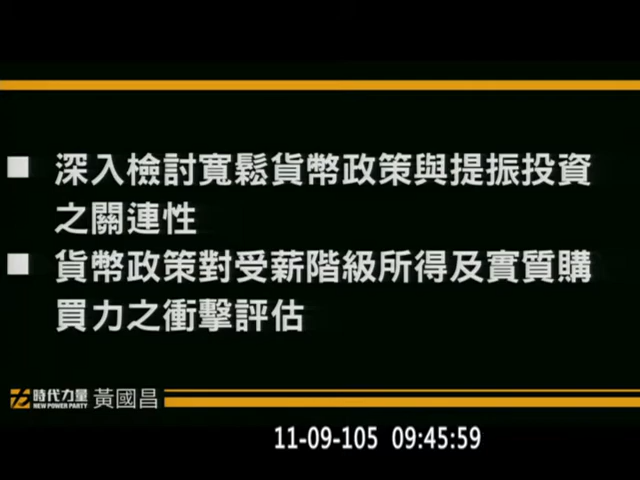 ■ 深入檢討寬鬆貨幣政策與提振投資
之關連性
■ 貨幣政策對受薪階級所得及實質購
買力之衝擊評估
時代力量 黃國昌
NEW POWER PARTY
11-09-105 09:45:59